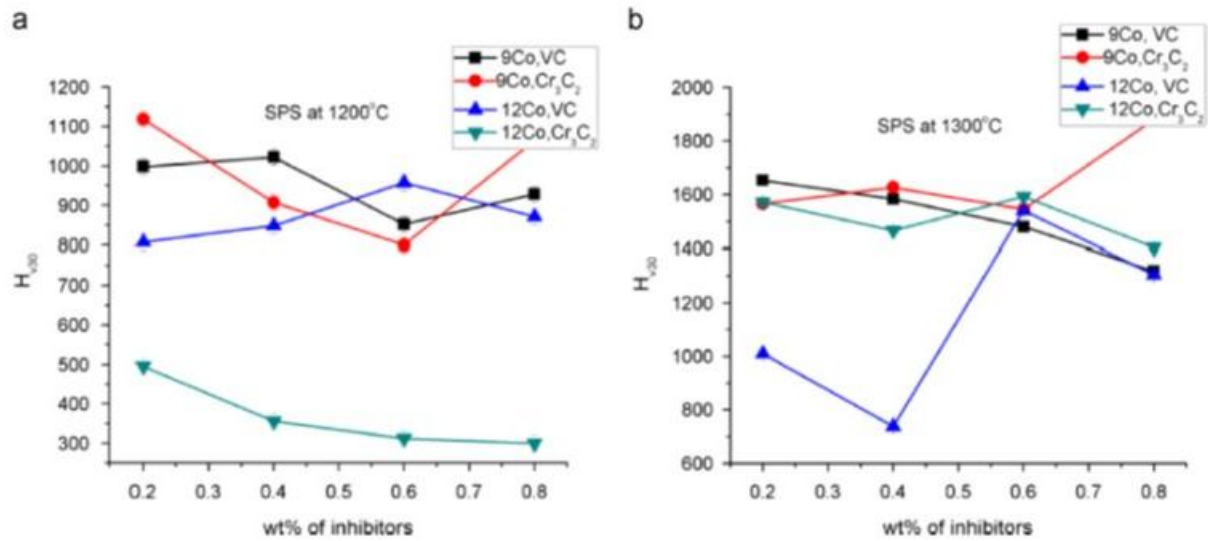 a
9Co,VC
9Co,Cr₃C₂
12Co,VC
12Co,Cr₃C₂
SPS at 1200°C
1200
1100
1000
900
800
700
600
500
400
300
Hv30
0.2 0.3 0.4 0.5 0.6 0.7 0.8
wt% of inhibitors
b
9Co, VC
9Co,Cr₃C₂
12Co, VC
12Co,Cr₃C₂
SPS at 1300°C
2000
1800
1600
1400
1200
1000
800
600
Hv30
0.2 0.3 0.4 0.5 0.6 0.7 0.8
wt% of inhibitors